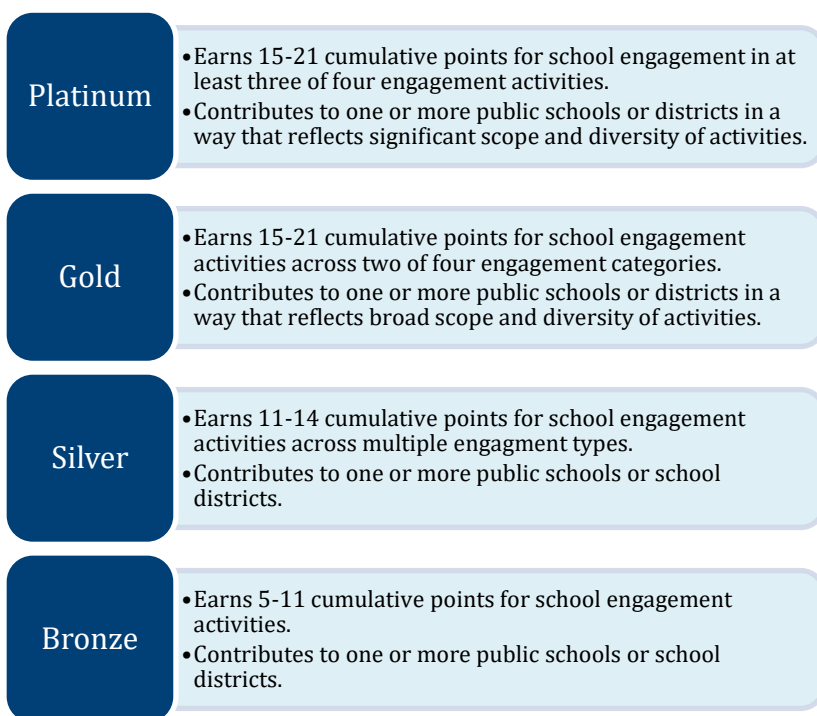 Platinum
•Earns 15-21 cumulative points for school engagement in at
least three of four engagement activities.
•Contributes to one or more public schools or districts in a
way that reflects significant scope and diversity of activities.
Gold
•Earns 15-21 cumulative points for school engagement
activities across two of four engagement categories.
•Contributes to one or more public schools or districts in a
way that reflects broad scope and diversity of activities.
Silver
•Earns 11-14 cumulative points for school engagement
activities across multiple engagment types.
•Contributes to one or more public schools or school
districts.
Bronze
•Earns 5-11 cumulative points for school engagement
activities.
•Contributes to one or more public schools or school
districts.